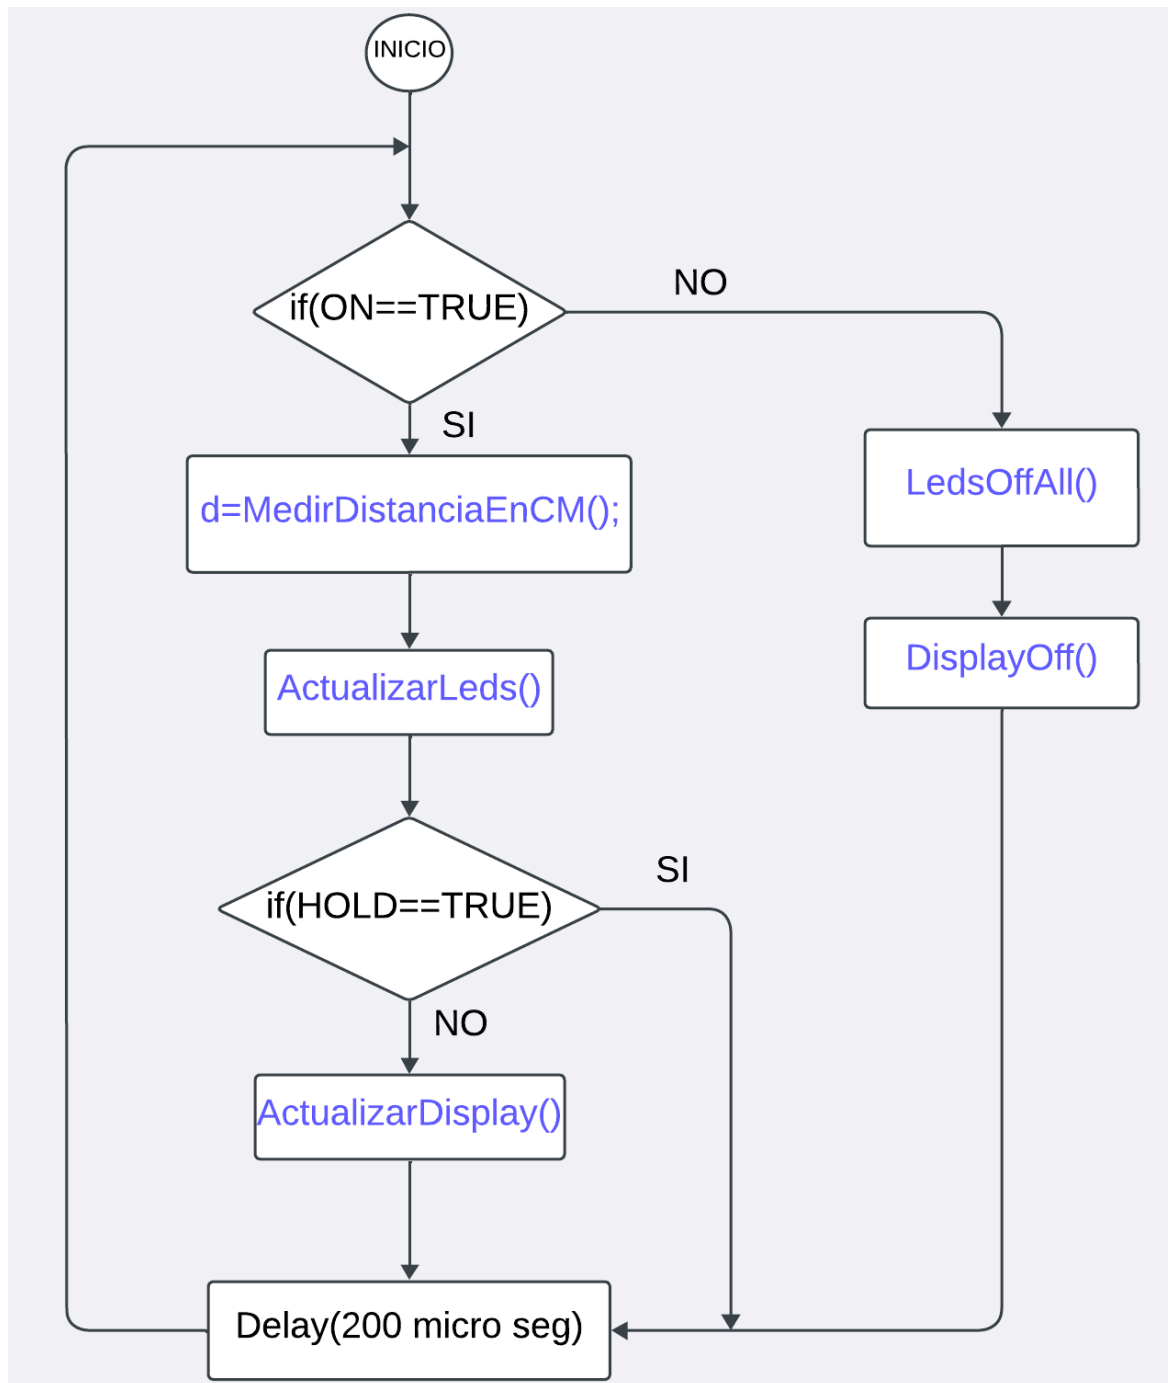 INICIO
if(ON==TRUE)
NO
SI
d=MedirDistanciaEnCM();
LedsOffAll()
DisplayOff()
ActualizarLeds()
if(HOLD==TRUE)
SI
NO
ActualizarDisplay()
Delay(200 micro seg)